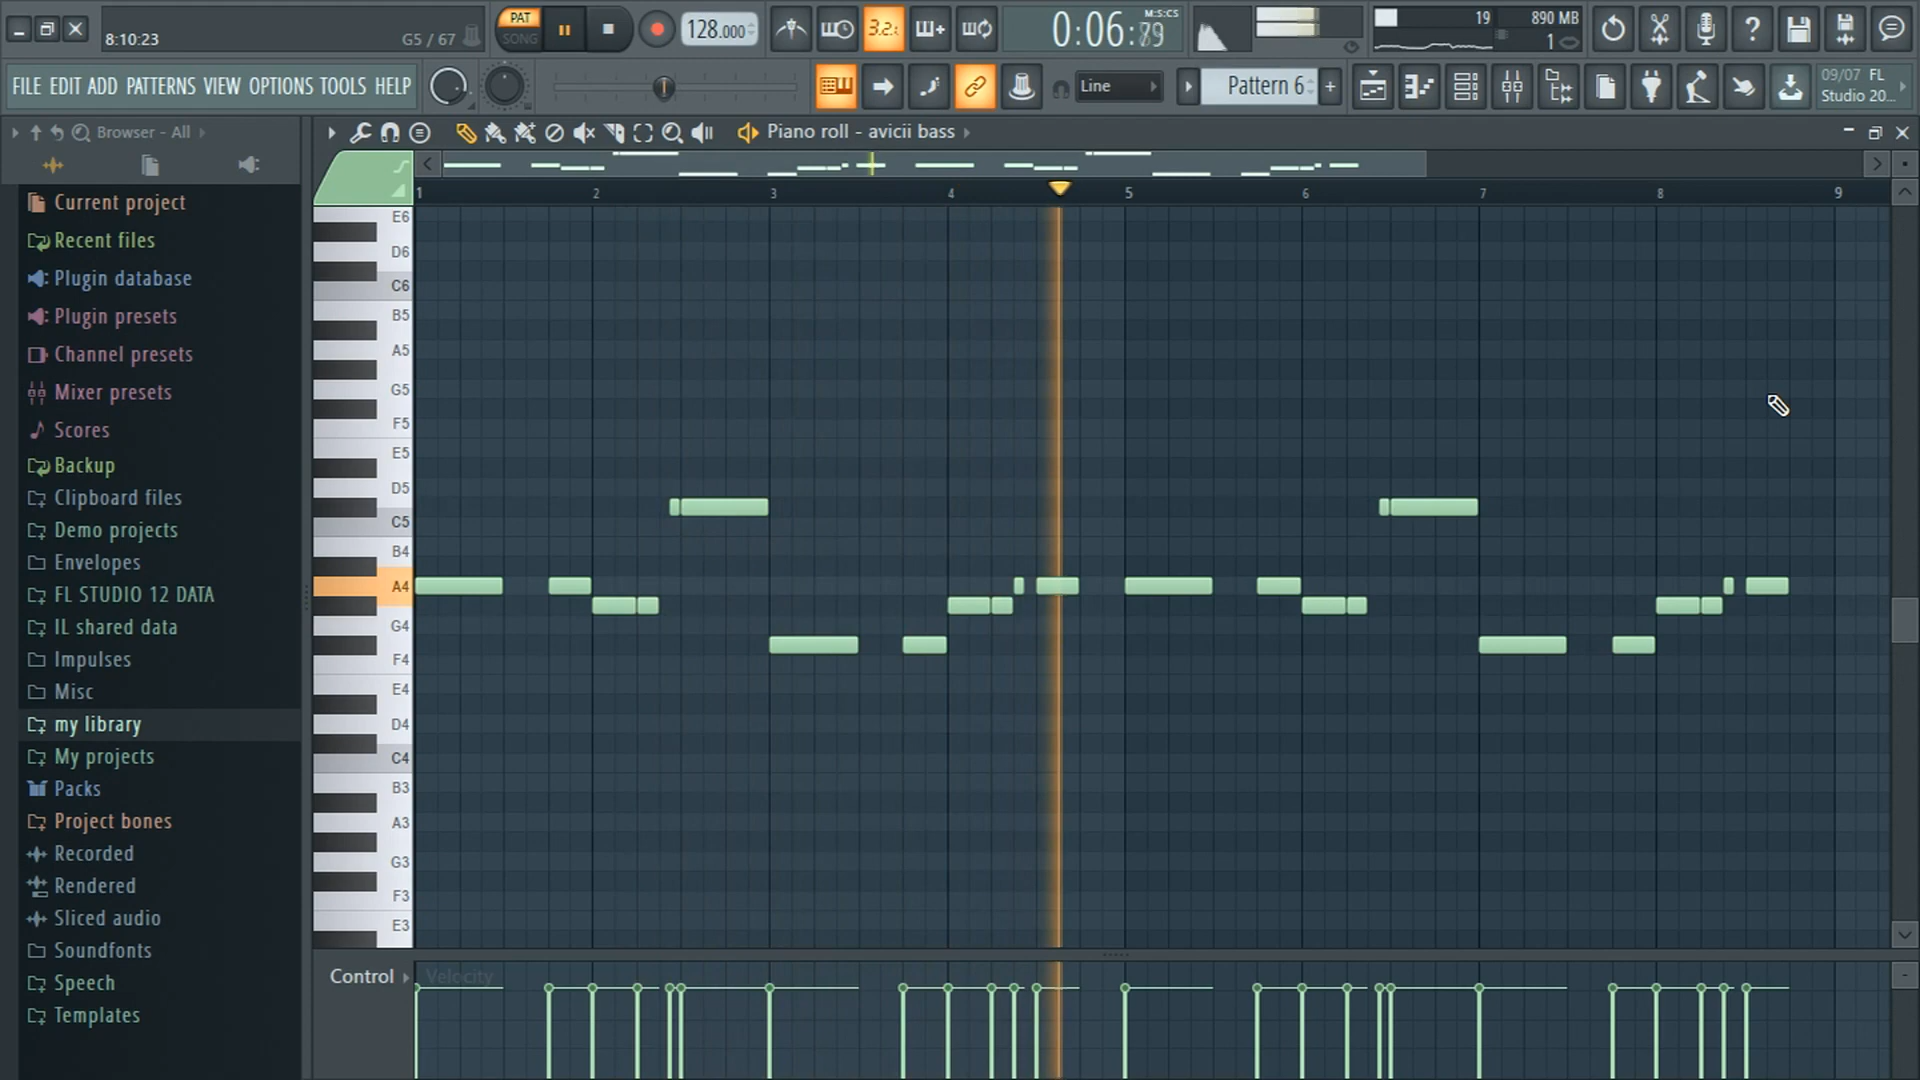 8:10:23
G5 / 67
PAT
SONG
128.000
3.2:
0:06:89
M:S:CS
19
890 MB
1
FILE EDIT ADD PATTERNS VIEW OPTIONS TOOLS HELP
Line
Pattern 6
+
09/07 FL
Studio 20...
Browser - All
Piano roll - avicii bass
1 2 3 4 5 6 7 8 9
Current project
Recent files
Plugin database
Plugin presets
Channel presets
Mixer presets
Scores
Backup
Clipboard files
Demo projects
Envelopes
FL STUDIO 12 DATA
IL shared data
Impulses
Misc
my library
My projects
Packs
Project bones
Recorded
Rendered
Sliced audio
Soundfonts
Speech
Templates
E6
D6
C6
B5
A5
G5
F5
E5
D5
C5
B4
A4
G4
F4
E4
D4
C4
B3
A3
G3
F3
E3
Control
Velocity